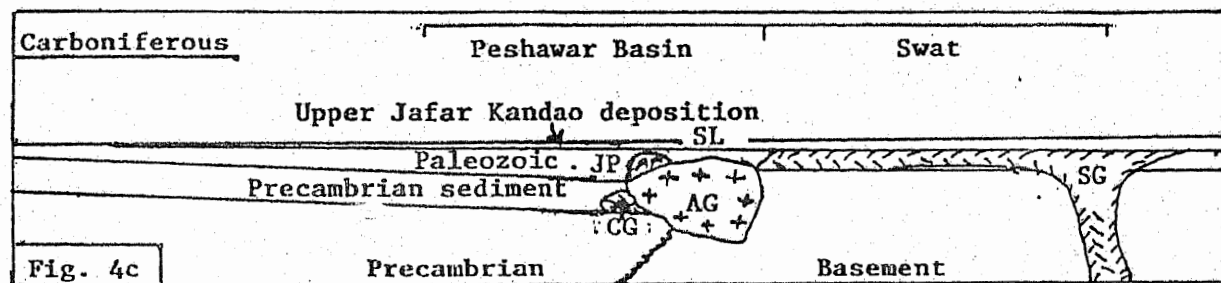 Carboniferous
Peshawar Basin Swat
Upper Jafar Kandao deposition
SL
Paleozoic . JP
SG
Precambrian sediment
AG
CG
Fig. 4c Precambrian Basement